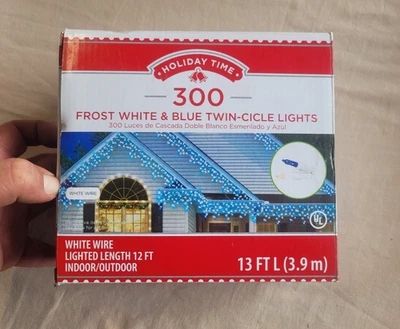 HOLIDAY TIME
300
FROST WHITE & BLUE TWIN-CICLE LIGHTS
300 Luces de Cascada Doble Blanco Esmerilado y Azul
WHITE WIRE
UL
WHITE WIRE
LIGHTED LENGTH 12 FT
INDOOR/OUTDOOR
13 FT L (3.9 m)